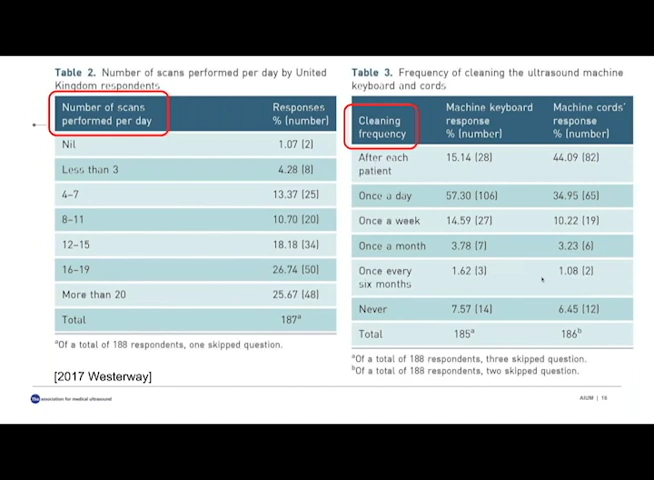 Table 2. Number of scans performed per day by United
Kingdom respondents
Number of scans performed per day | Responses % (number)
Nil 1.07 (2)
Less than 3 4.28 (8)
4–7 13.37 (25)
8–11 10.70 (20)
12–15 18.18 (34)
16–19 26.74 (50)
More than 20 25.67 (48)
Total 187a
aOf a total of 188 respondents, one skipped question.
[2017 Westerway]
Table 3. Frequency of cleaning the ultrasound machine
keyboard and cords
Cleaning frequency | Machine keyboard response % (number) | Machine cords' response % (number)
After each patient 15.14 (28) 44.09 (82)
Once a day 57.30 (106) 34.95 (65)
Once a week 14.59 (27) 10.22 (19)
Once a month 3.78 (7) 3.23 (6)
Once every six months 1.62 (3) 1.08 (2)
Never 7.57 (14) 6.45 (12)
Total 185a 186b
aOf a total of 188 respondents, three skipped question.
bOf a total of 188 respondents, two skipped question.
association for medical ultrasound
AIUM | 18